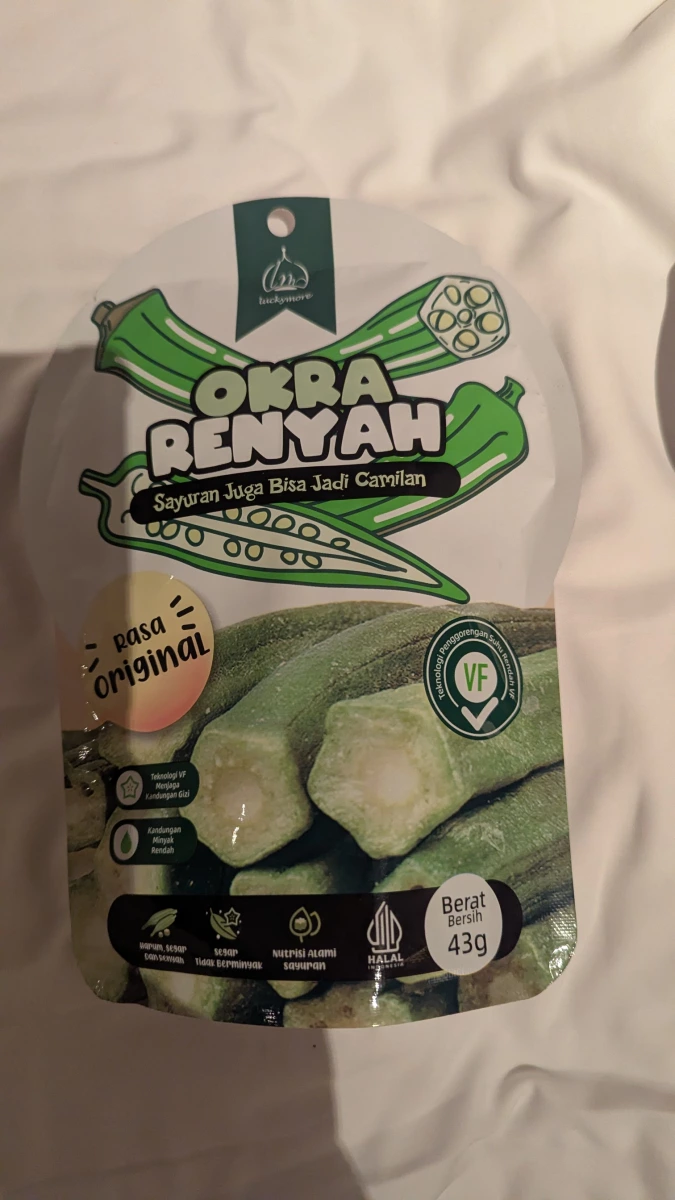 luckymore
OKRA
RENYAH
Sayuran Juga Bisa Jadi Camilan
Rasa
Original
Teknologi Penggorengan Suhu Rendah VF
VF
Teknologi VF
Menjaga
Kandungan Gizi
Kandungan
Minyak
Rendah
Harum, Segar
Dan Renyah
Segar
Tidak Berminyak
Nutrisi Alami
Sayuran
HALAL
INDONESIA
Berat
Bersih
43g